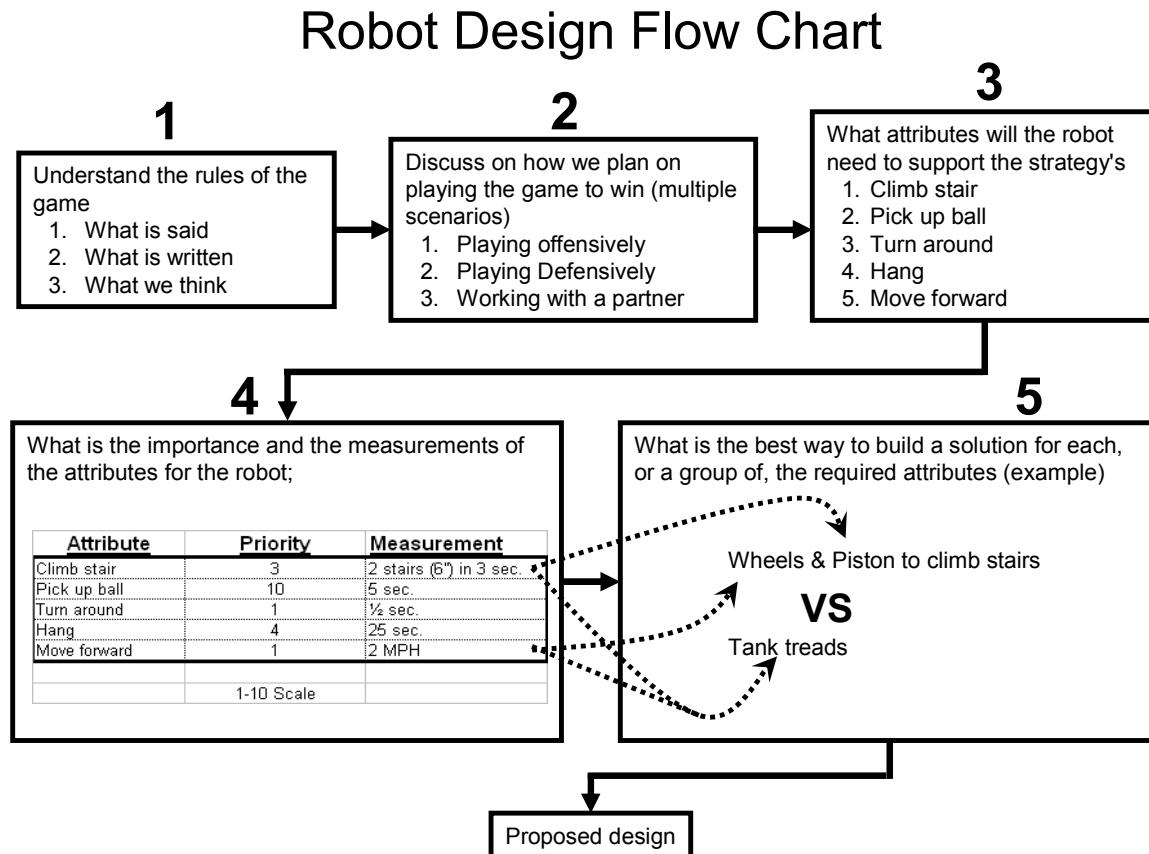 Robot Design Flow Chart
1
Understand the rules of the
game
1. What is said
2. What is written
3. What we think
2
Discuss on how we plan on
playing the game to win (multiple
scenarios)
1. Playing offensively
2. Playing Defensively
3. Working with a partner
3
What attributes will the robot
need to support the strategy's
1. Climb stair
2. Pick up ball
3. Turn around
4. Hang
5. Move forward
4
What is the importance and the measurements of
the attributes for the robot;
Attribute Priority Measurement
Climb stair 3 2 stairs (6") in 3 sec.
Pick up ball 10 5 sec.
Turn around 1 ½ sec.
Hang 4 25 sec.
Move forward 1 2 MPH
1-10 Scale
5
What is the best way to build a solution for each,
or a group of, the required attributes (example)
Wheels & Piston to climb stairs
VS
Tank treads
Proposed design